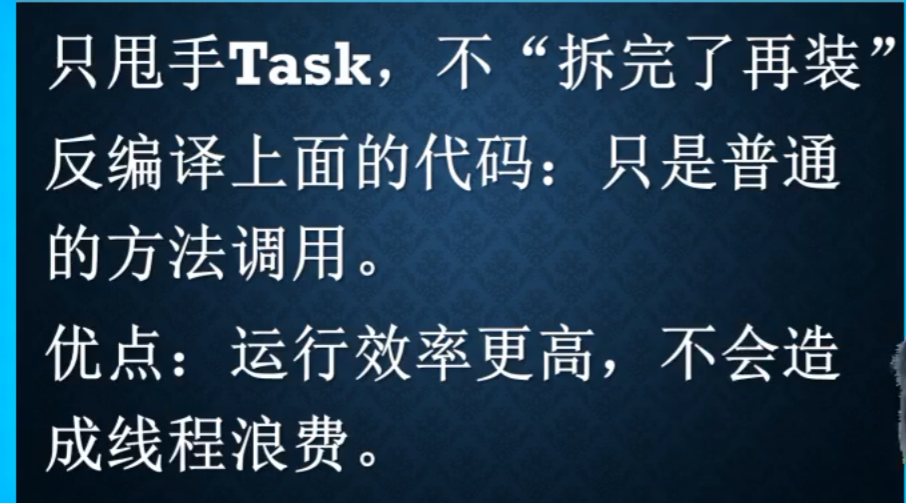 只甩手Task，不“拆完了再装”
反编译上面的代码：只是普通
的方法调用。
优点：运行效率更高，不会造
成线程浪费。